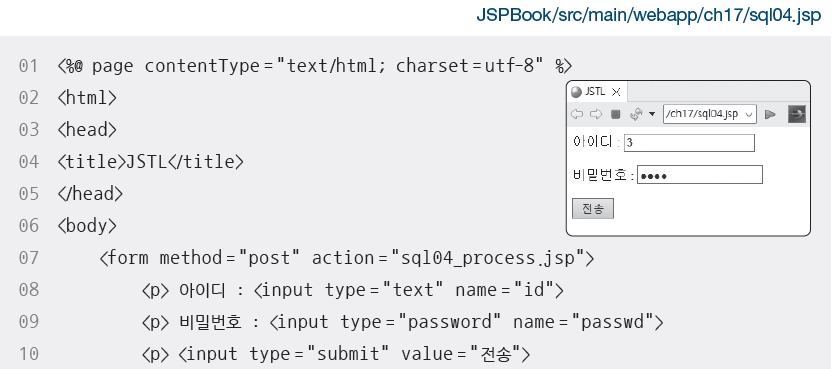 JSPBook/src/main/webapp/ch17/sql04.jsp
01 <%@ page contentType="text/html; charset=utf-8" %>
02 <html>
03 <head>
04 <title>JSTL</title>
05 </head>
06 <body>
07 <form method="post" action="sql04_process.jsp">
08 <p> 아이디 : <input type="text" name="id">
09 <p> 비밀번호 : <input type="password" name="passwd">
10 <p> <input type="submit" value="전송">
JSTL
/ch17/sql04.jsp
아이디 : 3
비밀번호 : ●●●●
전송